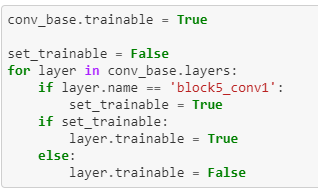 conv_base.trainable = True

set_trainable = False
for layer in conv_base.layers:
    if layer.name == 'block5_conv1':
        set_trainable = True
    if set_trainable:
        layer.trainable = True
    else:
        layer.trainable = False